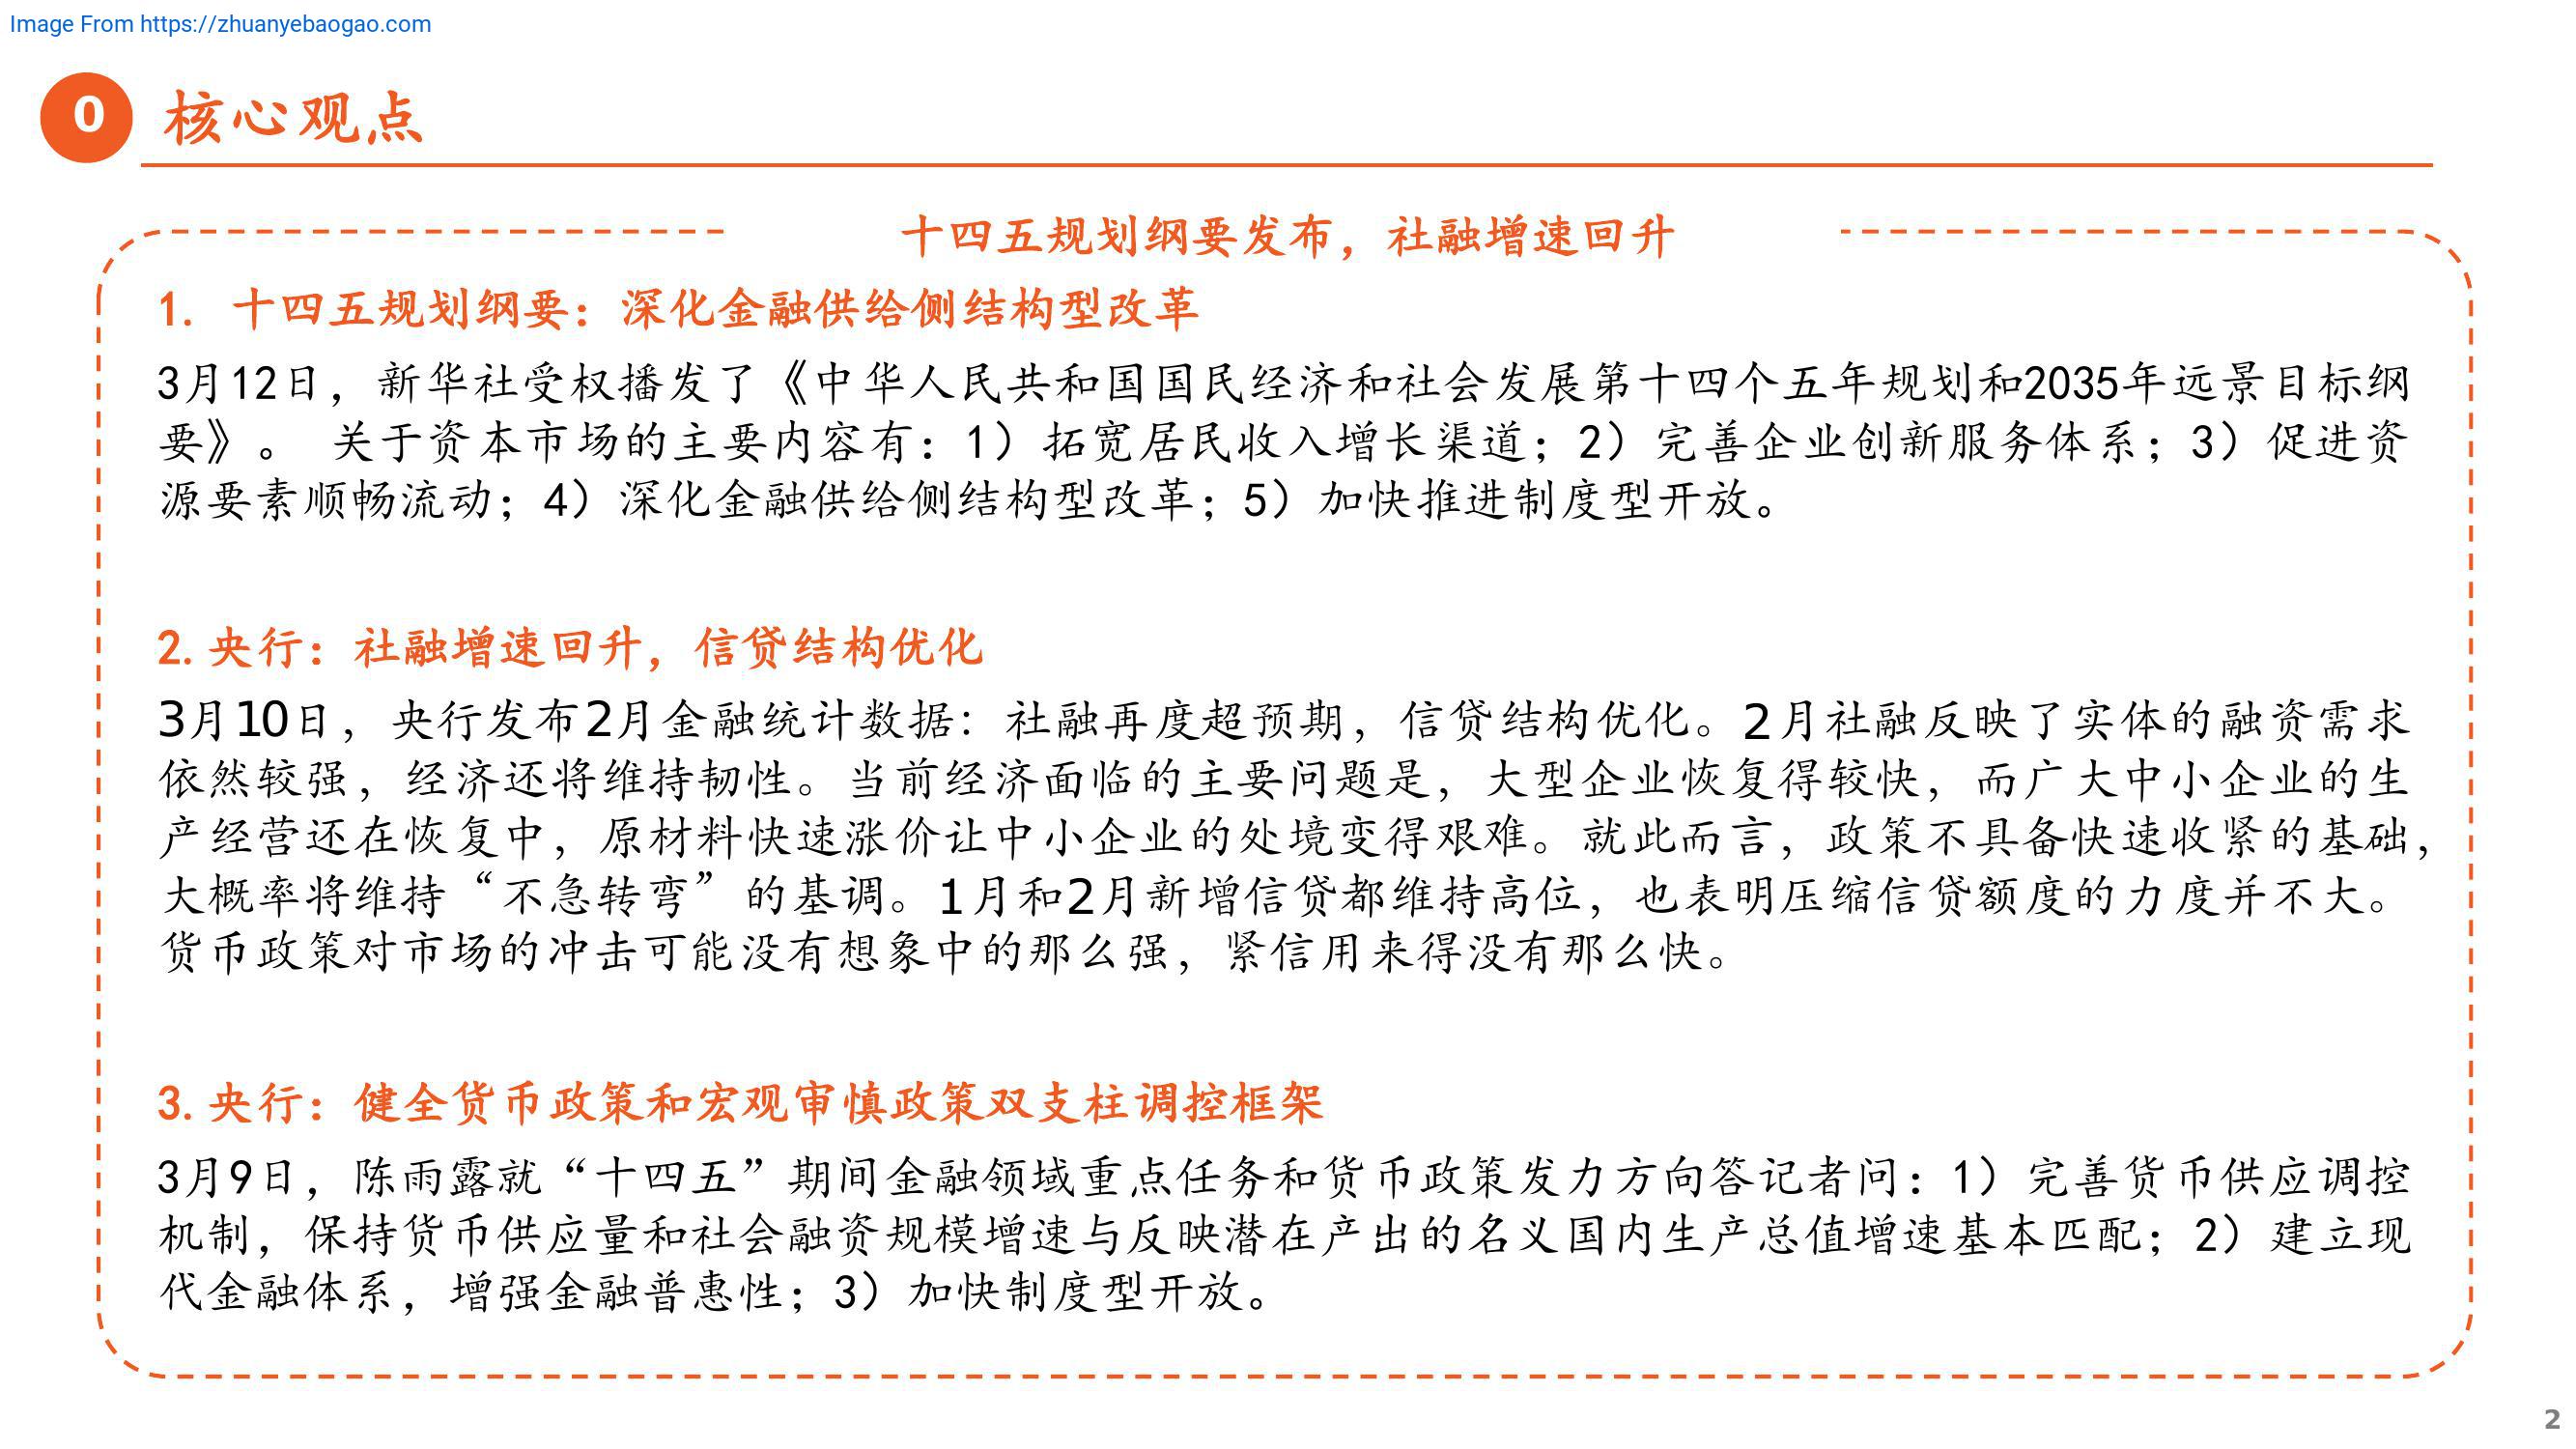 Image From https://zhuanyebaogao.com
0 核心观点
十四五规划纲要发布，社融增速回升
1. 十四五规划纲要：深化金融供给侧结构型改革
3月12日，新华社受权播发了《中华人民共和国国民经济和社会发展第十四个五年规划和2035年远景目标纲
要》。 关于资本市场的主要内容有：1）拓宽居民收入增长渠道；2）完善企业创新服务体系；3）促进资
源要素顺畅流动；4）深化金融供给侧结构型改革；5）加快推进制度型开放。
2. 央行：社融增速回升，信贷结构优化
3月10日，央行发布2月金融统计数据：社融再度超预期，信贷结构优化。2月社融反映了实体的融资需求
依然较强，经济还将维持韧性。当前经济面临的主要问题是，大型企业恢复得较快，而广大中小企业的生
产经营还在恢复中，原材料快速涨价让中小企业的处境变得艰难。就此而言，政策不具备快速收紧的基础，
大概率将维持“不急转弯”的基调。1月和2月新增信贷都维持高位，也表明压缩信贷额度的力度并不大。
货币政策对市场的冲击可能没有想象中的那么强，紧信用来得没有那么快。
3. 央行：健全货币政策和宏观审慎政策双支柱调控框架
3月9日，陈雨露就“十四五”期间金融领域重点任务和货币政策发力方向答记者问：1）完善货币供应调控
机制，保持货币供应量和社会融资规模增速与反映潜在产出的名义国内生产总值增速基本匹配；2）建立现
代金融体系，增强金融普惠性；3）加快制度型开放。
2